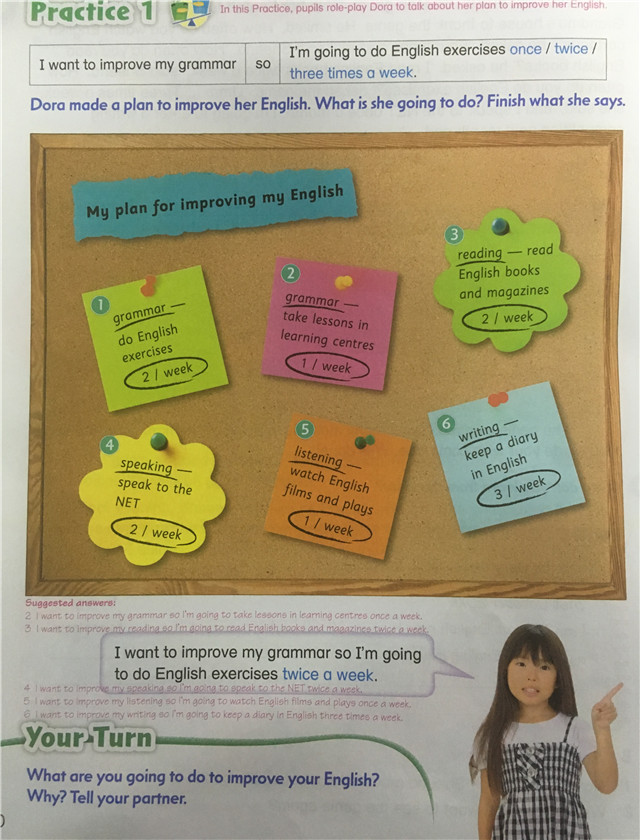 Practice 1
In this Practice, pupils role-play Dora to talk about her plan to improve her English.
I want to improve my grammar
so
I'm going to do English exercises once / twice /
three times a week.
Dora made a plan to improve her English. What is she going to do? Finish what she says.
My plan for improving my English
1
grammar —
do English
exercises
2 / week
2
grammar —
take lessons in
learning centres
1 / week
3
reading — read
English books
and magazines
2 / week
4
speaking —
speak to the
NET
2 / week
5
listening —
watch English
films and plays
1 / week
6
writing —
keep a diary
in English
3 / week
Suggested answers:
2 I want to improve my grammar so I'm going to take lessons in learning centres once a week.
3 I want to improve my reading so I'm going to read English books and magazines twice a week.
I want to improve my grammar so I'm going
to do English exercises twice a week.
4 I want to improve my speaking so I'm going to speak to the NET twice a week.
5 I want to improve my listening so I'm going to watch English films and plays once a week.
6 I want to improve my writing so I'm going to keep a diary in English three times a week.
Your Turn
What are you going to do to improve your English?
Why? Tell your partner.